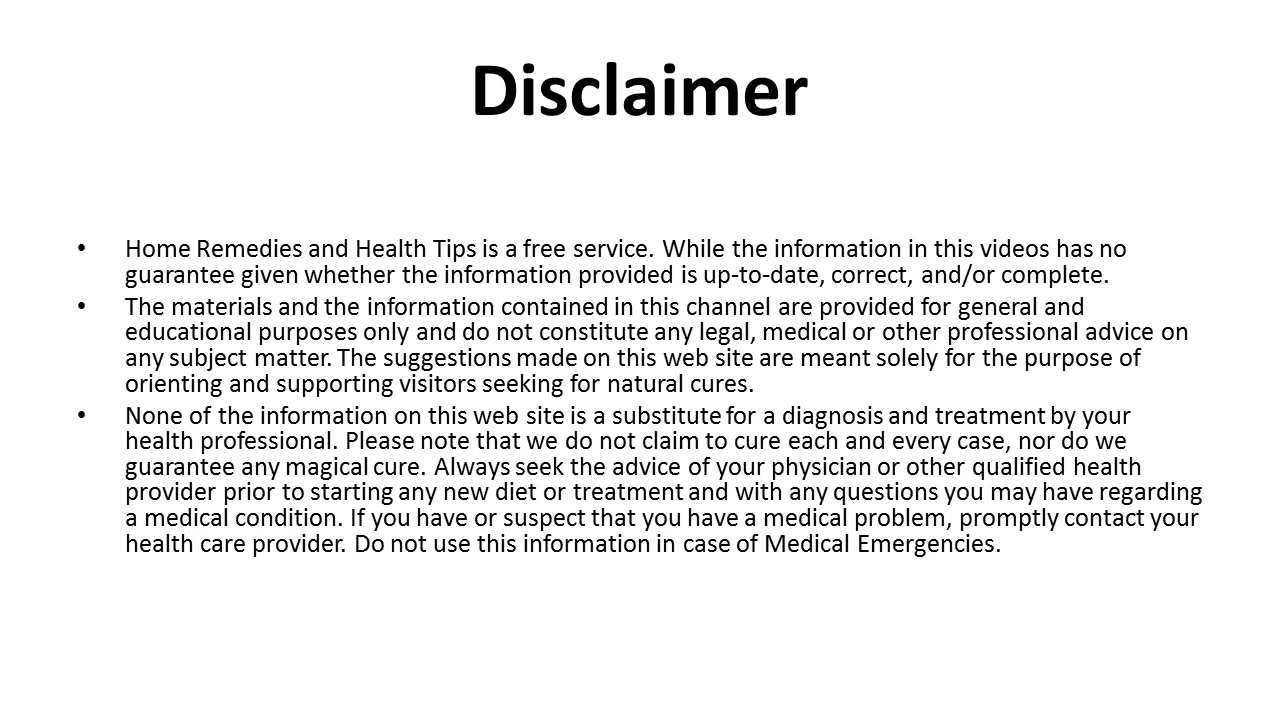 Disclaimer
• Home Remedies and Health Tips is a free service. While the information in this videos has no
guarantee given whether the information provided is up-to-date, correct, and/or complete.
• The materials and the information contained in this channel are provided for general and
educational purposes only and do not constitute any legal, medical or other professional advice on
any subject matter. The suggestions made on this web site are meant solely for the purpose of
orienting and supporting visitors seeking for natural cures.
• None of the information on this web site is a substitute for a diagnosis and treatment by your
health professional. Please note that we do not claim to cure each and every case, nor do we
guarantee any magical cure. Always seek the advice of your physician or other qualified health
provider prior to starting any new diet or treatment and with any questions you may have regarding
a medical condition. If you have or suspect that you have a medical problem, promptly contact your
health care provider. Do not use this information in case of Medical Emergencies.